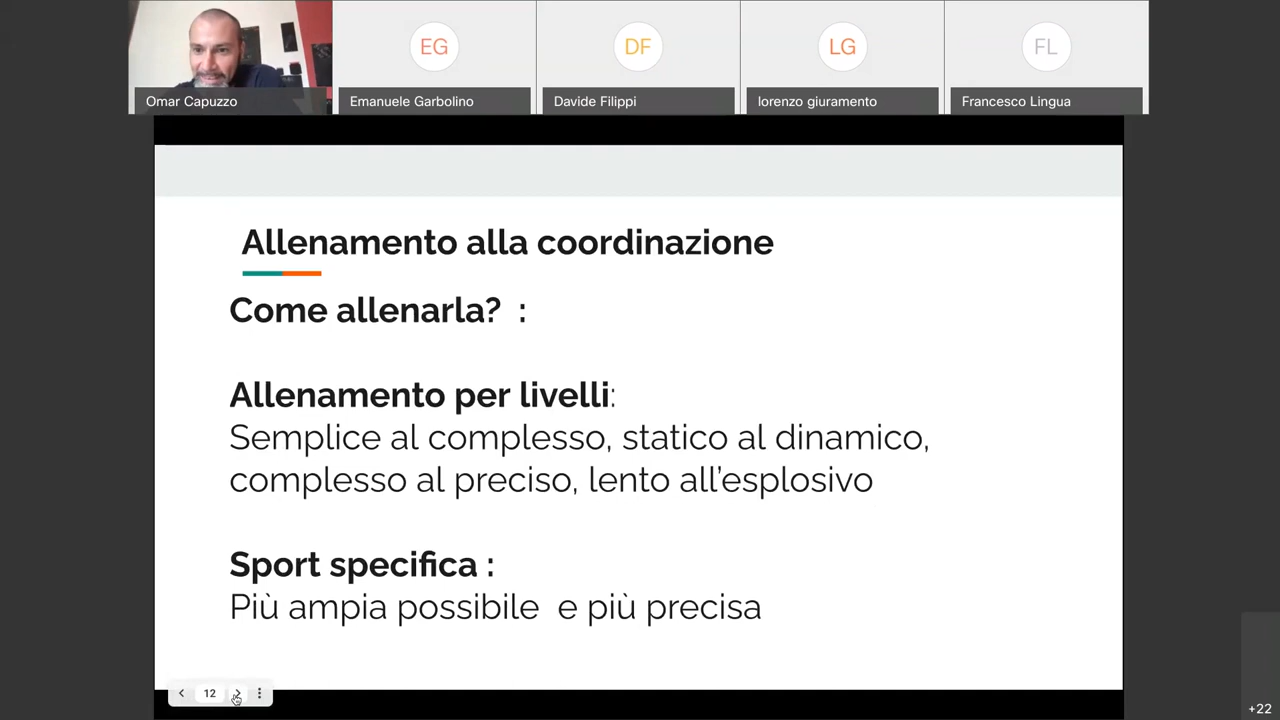 EG
DF
LG
FL
Omar Capuzzo
Emanuele Garbolino
Davide Filippi
lorenzo giuramento
Francesco Lingua
Allenamento alla coordinazione
Come allenarla?  :
Allenamento per livelli:
Semplice al complesso, statico al dinamico,
complesso al preciso, lento all'esplosivo
Sport specifica :
Più ampia possibile  e più precisa
12
+22